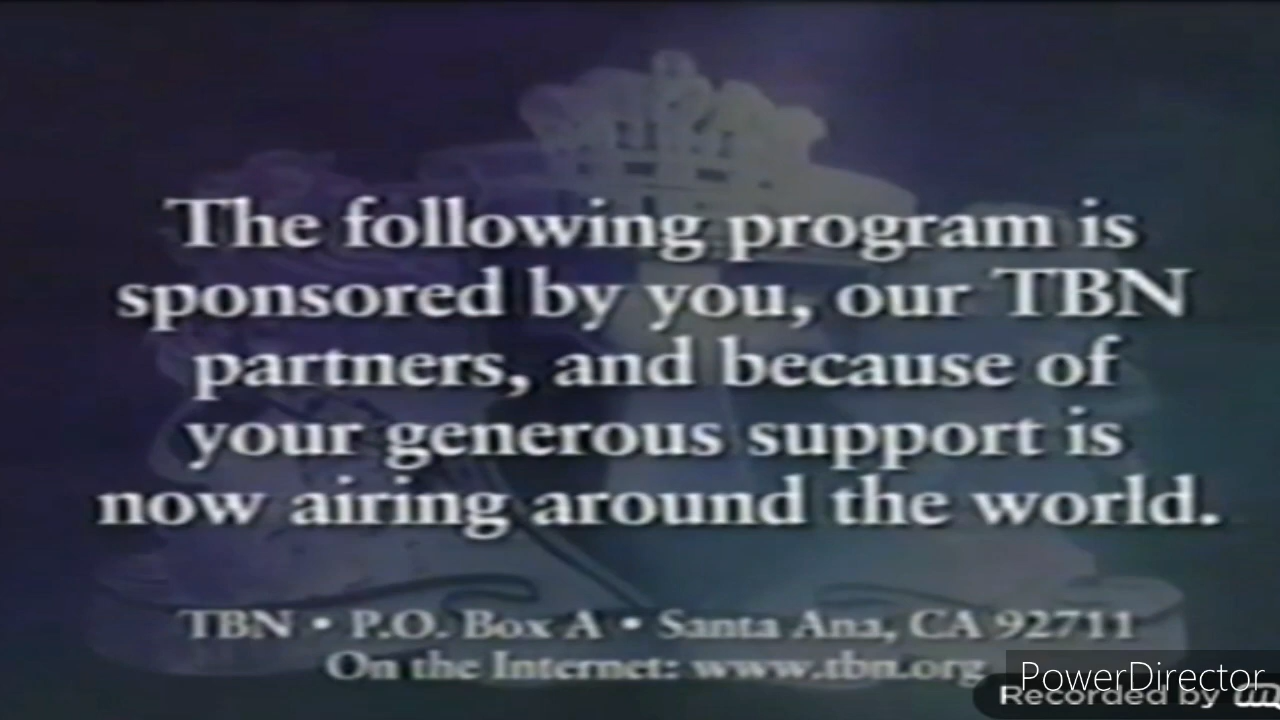 The following program is
sponsored by you, our TBN
partners, and because of
your generous support is
now airing around the world.
TBN • P.O. Box A • Santa Ana, CA 92711
On the Internet: www.tbn.org
PowerDirector
Recorded by